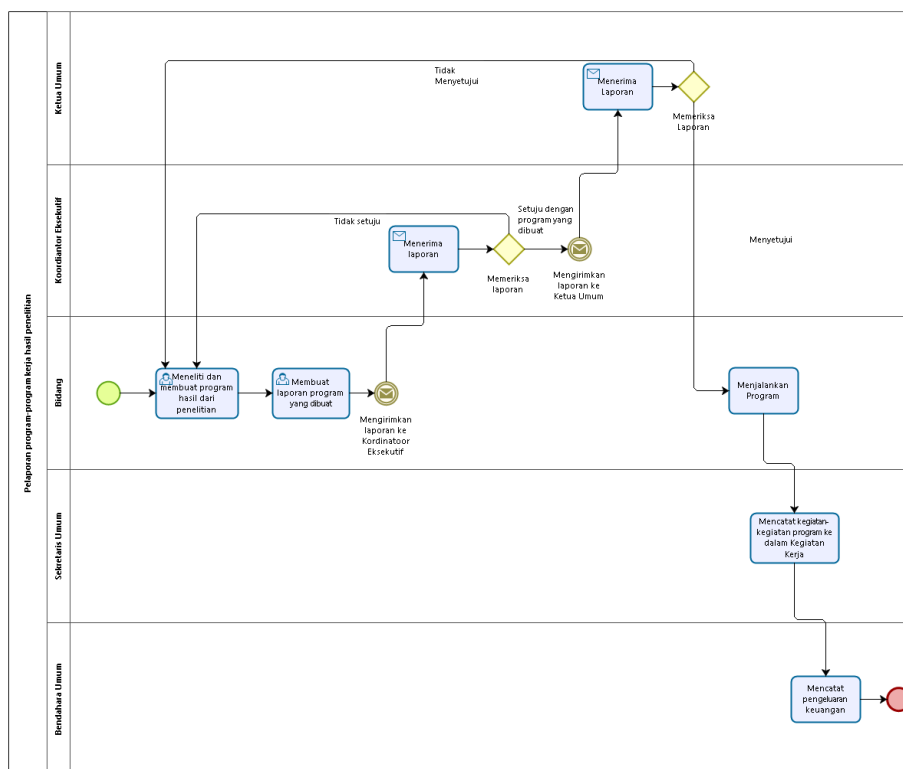 Pelaporan program-program kerja hasil penelitian
Ketua Umum
Tidak
Menyetujui
Menerima
Laporan
Memeriksa
Laporan
Koordiantor Eksekutif
Tidak setuju
Menerima
laporan
Memeriksa
laporan
Setuju dengan
program yang
dibuat
Mengirimkan
laporan ke
Ketua Umum
Menyetujui
Bidang
Meneliti dan
membuat program
hasil dari
penelitian
Membuat
laporan program
yang dibuat
Mengirimkan
laporan ke
Kordinatoor
Eksekutif
Menjalankan
Program
Sekretaris Umum
Mencatat kegiatan-
kegiatan program ke
dalam Kegiatan
Kerja
Bendahara Umum
Mencatat
pengeluaran
keuangan